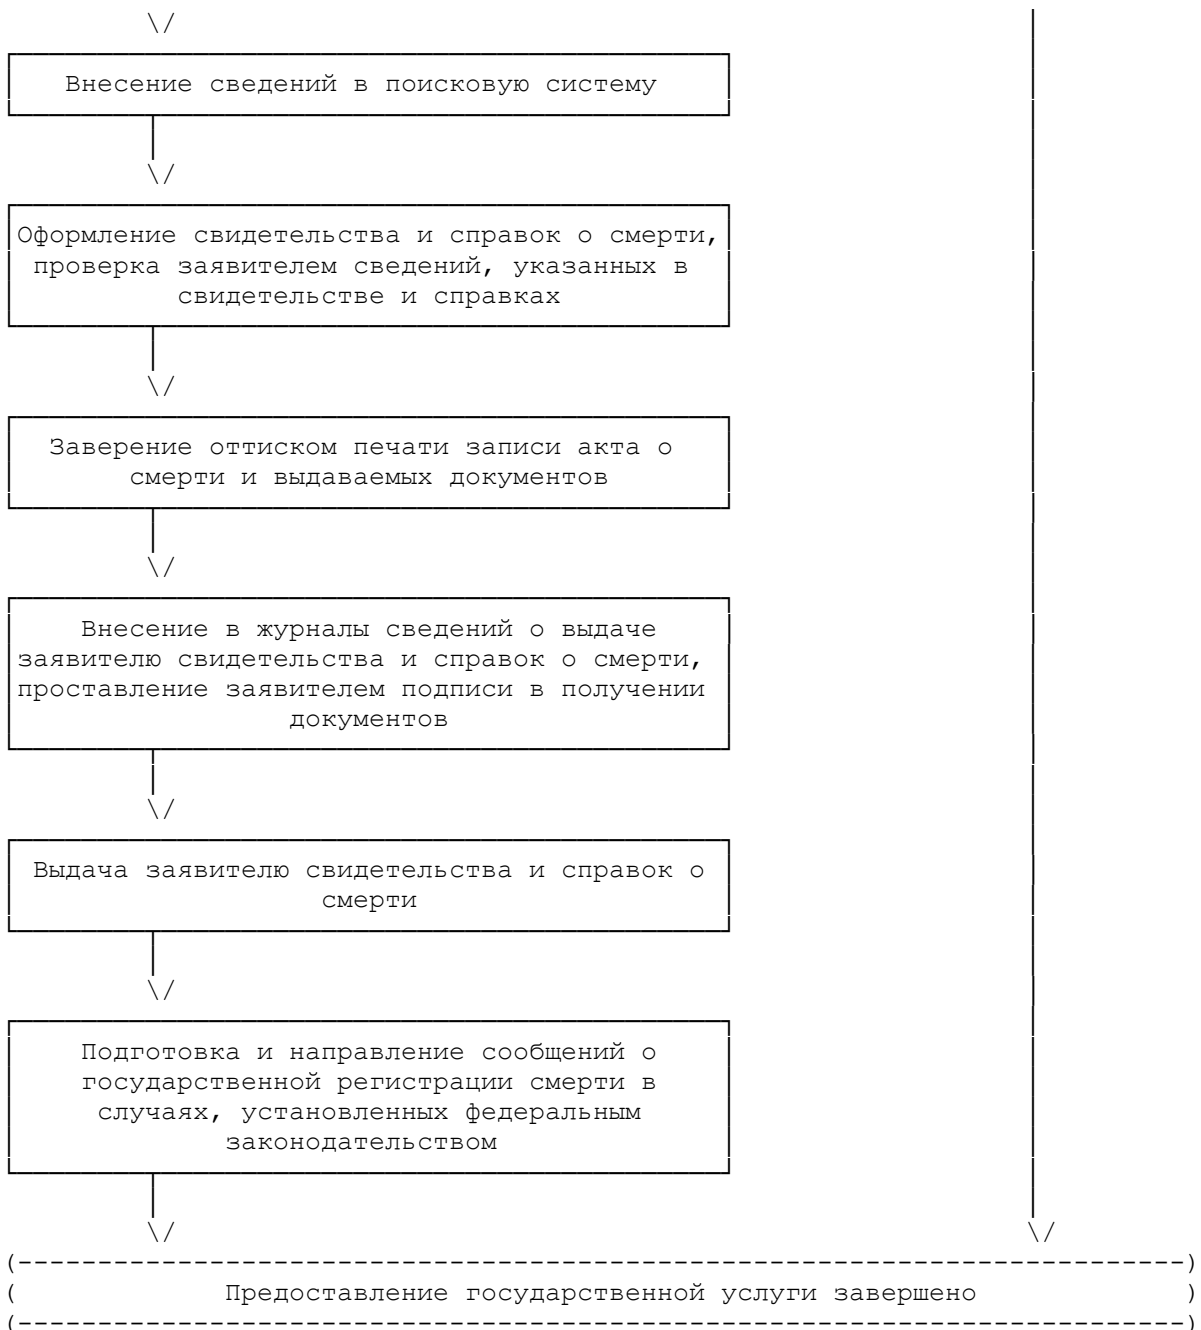 Внесение сведений в поисковую систему
Оформление свидетельства и справок о смерти,
проверка заявителем сведений, указанных в
свидетельстве и справках
Заверение оттиском печати записи акта о
смерти и выдаваемых документов
Внесение в журналы сведений о выдаче
заявителю свидетельства и справок о смерти,
проставление заявителем подписи в получении
документов
Выдача заявителю свидетельства и справок о
смерти
Подготовка и направление сообщений о
государственной регистрации смерти в
случаях, установленных федеральным
законодательством
Предоставление государственной услуги завершено